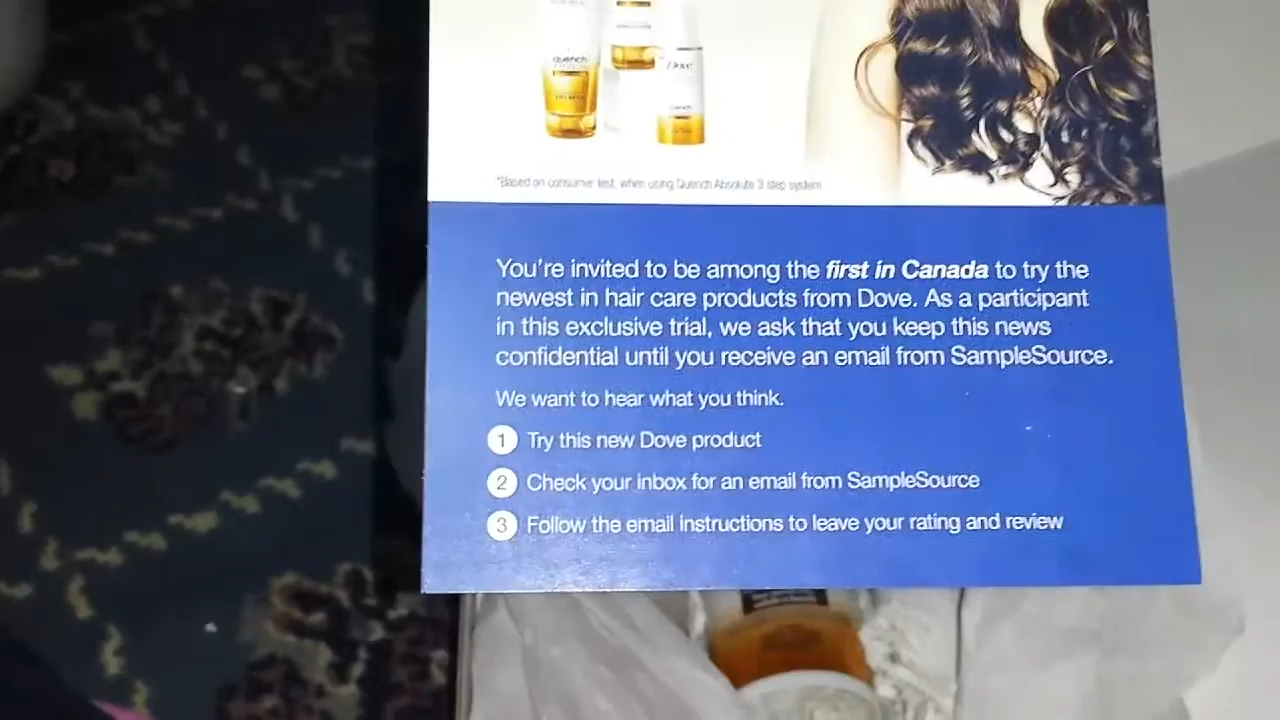 quench
Dove
*Based on consumer test, when using Quench Absolute 3 step system
You're invited to be among the first in Canada to try the
newest in hair care products from Dove. As a participant
in this exclusive trial, we ask that you keep this news
confidential until you receive an email from SampleSource.
We want to hear what you think.
1 Try this new Dove product
2 Check your inbox for an email from SampleSource
3 Follow the email instructions to leave your rating and review